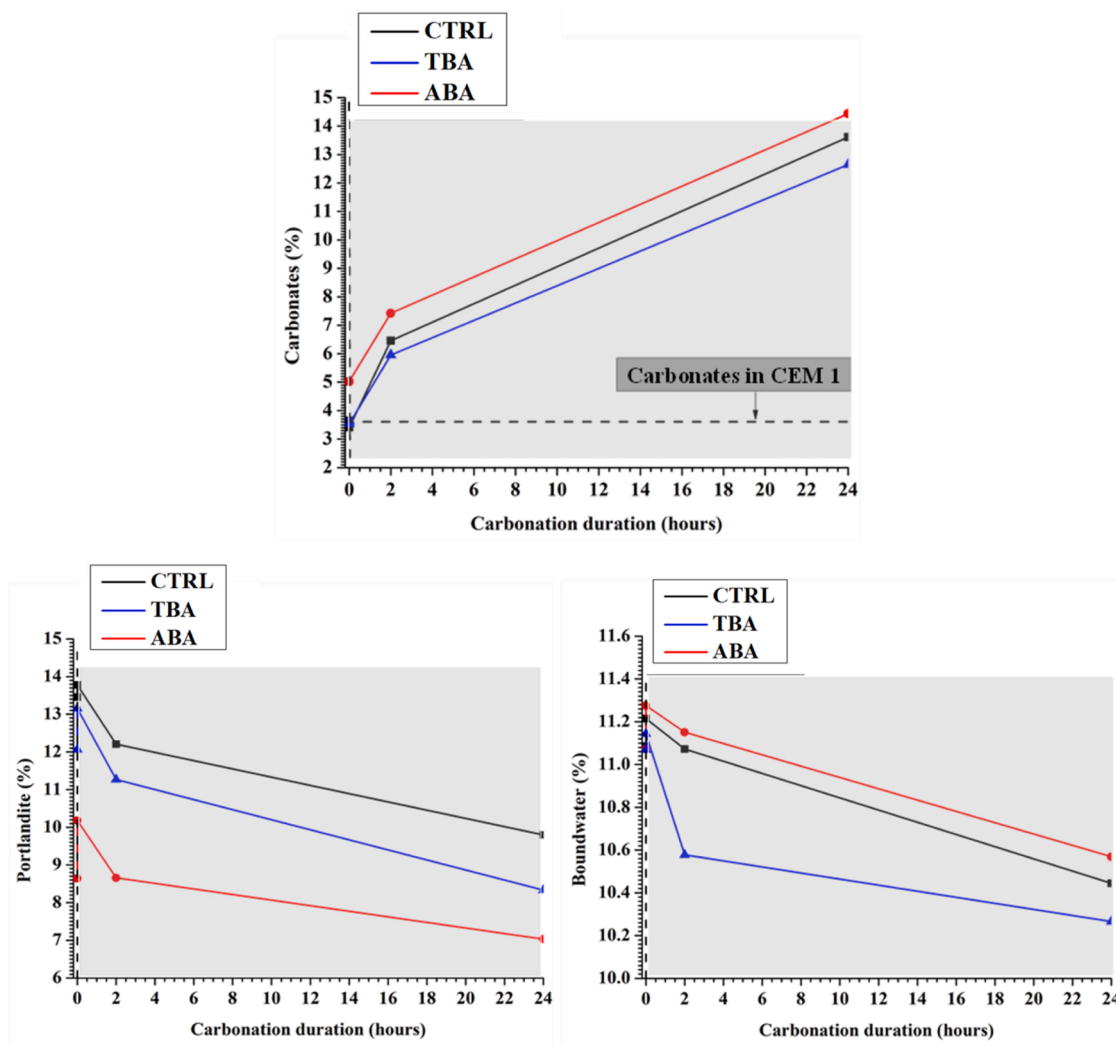 CTRL
TBA
ABA
15
14
13
12
11
10
9
8
7
6
5
4
3
2
Carbonates (%)
Carbonates in CEM 1
0 2 4 6 8 10 12 14 16 18 20 22 24
Carbonation duration (hours)
CTRL
TBA
ABA
15
14
13
12
11
10
9
8
7
6
Portlandite (%)
0 2 4 6 8 10 12 14 16 18 20 22 24
Carbonation duration (hours)
CTRL
TBA
ABA
11.6
11.4
11.2
11.0
10.8
10.6
10.4
10.2
10.0
Boundwater (%)
0 2 4 6 8 10 12 14 16 18 20 22 24
Carbonation duration (hours)